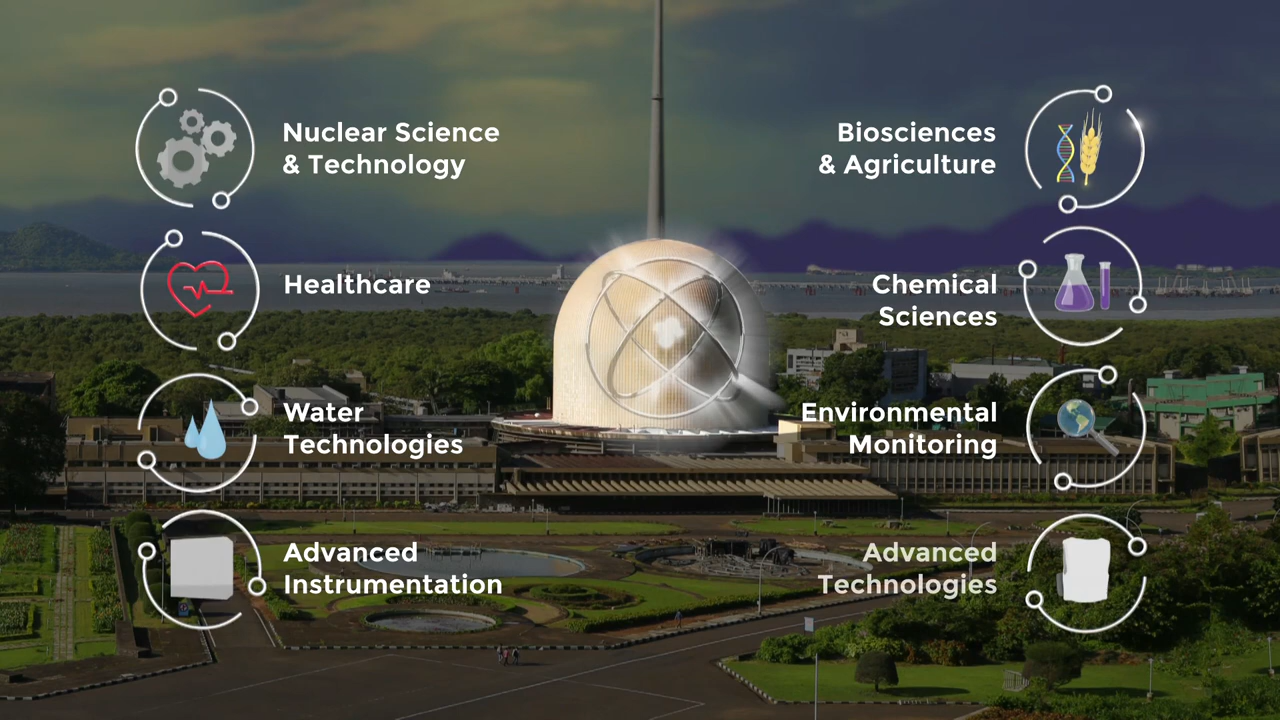 Nuclear Science
& Technology
Healthcare
Water
Technologies
Advanced
Instrumentation
Biosciences
& Agriculture
Chemical
Sciences
Environmental
Monitoring
Advanced
Technologies